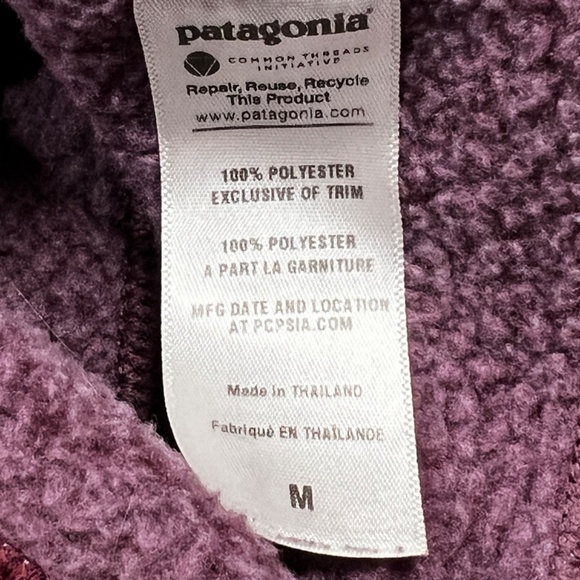 patagonia®
COMMON THREADS
INITIATIVE
Repair, Reuse, Recycle
This Product
www.patagonia.com
100% POLYESTER
EXCLUSIVE OF TRIM
100% POLYESTER
A PART LA GARNITURE
MFG DATE AND LOCATION
AT PCPSIA.COM
Made in THAILAND
Fabriqué EN THAÏLANDE
M